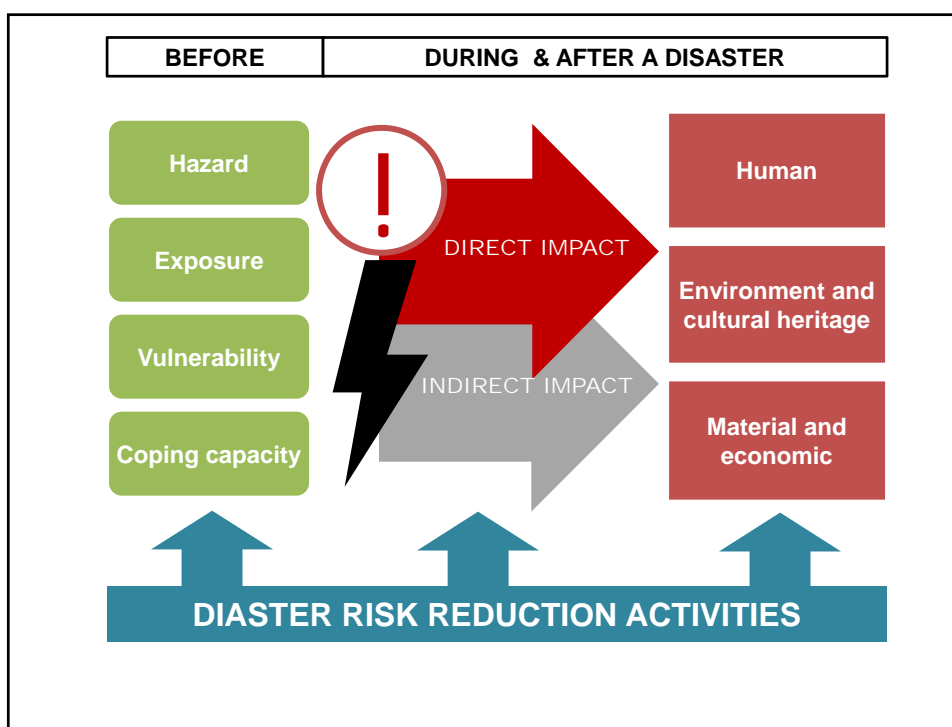 BEFORE
DURING & AFTER A DISASTER
Hazard
Exposure
Vulnerability
Coping capacity
!
DIRECT IMPACT
INDIRECT IMPACT
Human
Environment and
cultural heritage
Material and
economic
DIASTER RISK REDUCTION ACTIVITIES